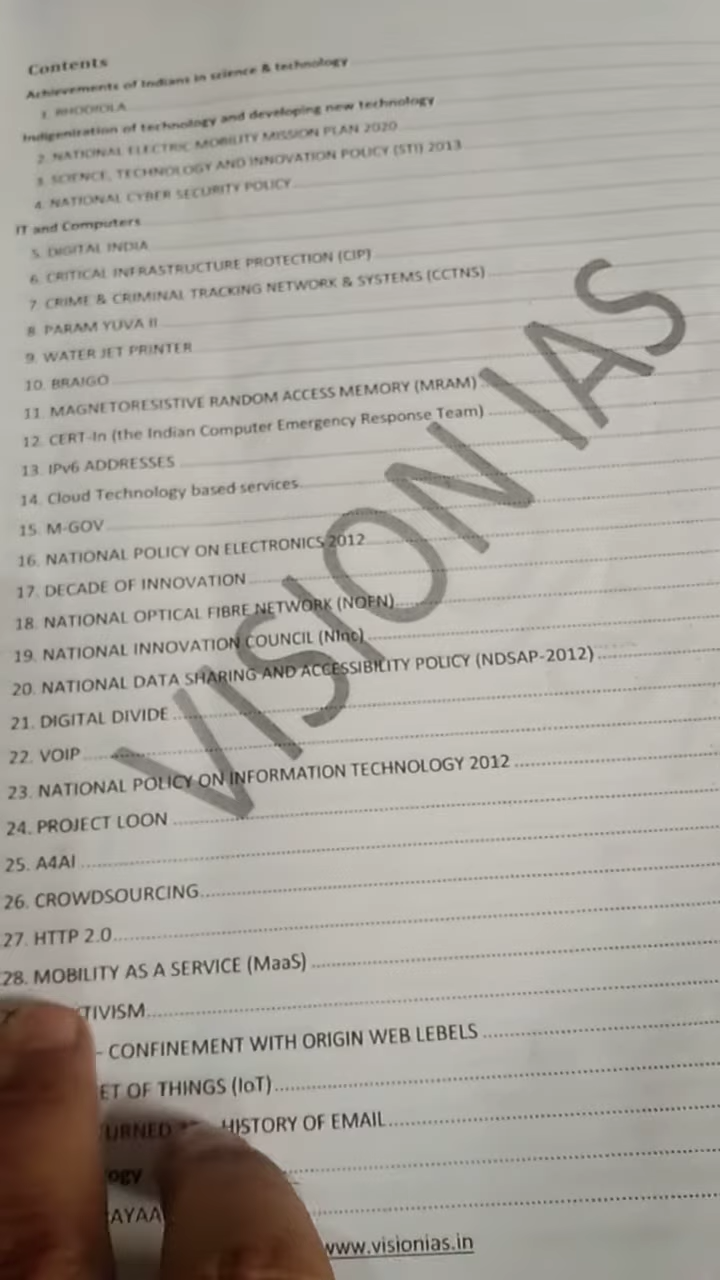 Contents
Achievements of Indians in science & technology
1. RHODIOLA
Indigenization of technology and developing new technology
2. NATIONAL ELECTRIC MOBILITY MISSION PLAN 2020
3. SCIENCE, TECHNOLOGY AND INNOVATION POLICY (STI) 2013
4. NATIONAL CYBER SECURITY POLICY
IT and Computers
5. DIGITAL INDIA
6. CRITICAL INFRASTRUCTURE PROTECTION (CIP)
7. CRIME & CRIMINAL TRACKING NETWORK & SYSTEMS (CCTNS)
8. PARAM YUVA II
9. WATER JET PRINTER
10. BRAIGO
11. MAGNETORESISTIVE RANDOM ACCESS MEMORY (MRAM)
12. CERT-In (the Indian Computer Emergency Response Team)
13. IPv6 ADDRESSES
14. Cloud Technology based services
15. M-GOV
16. NATIONAL POLICY ON ELECTRONICS 2012
17. DECADE OF INNOVATION
18. NATIONAL OPTICAL FIBRE NETWORK (NOFN)
19. NATIONAL INNOVATION COUNCIL (NInc)
20. NATIONAL DATA SHARING AND ACCESSIBILITY POLICY (NDSAP-2012)
21. DIGITAL DIVIDE
22. VOIP
23. NATIONAL POLICY ON INFORMATION TECHNOLOGY 2012
24. PROJECT LOON
25. A4AI
26. CROWDSOURCING
27. HTTP 2.0
28. MOBILITY AS A SERVICE (MaaS)
TIVISM
- CONFINEMENT WITH ORIGIN WEB LEBELS
ET OF THINGS (IoT)
URNED HISTORY OF EMAIL
ogy
AYAA
www.visionias.in
VISION IAS